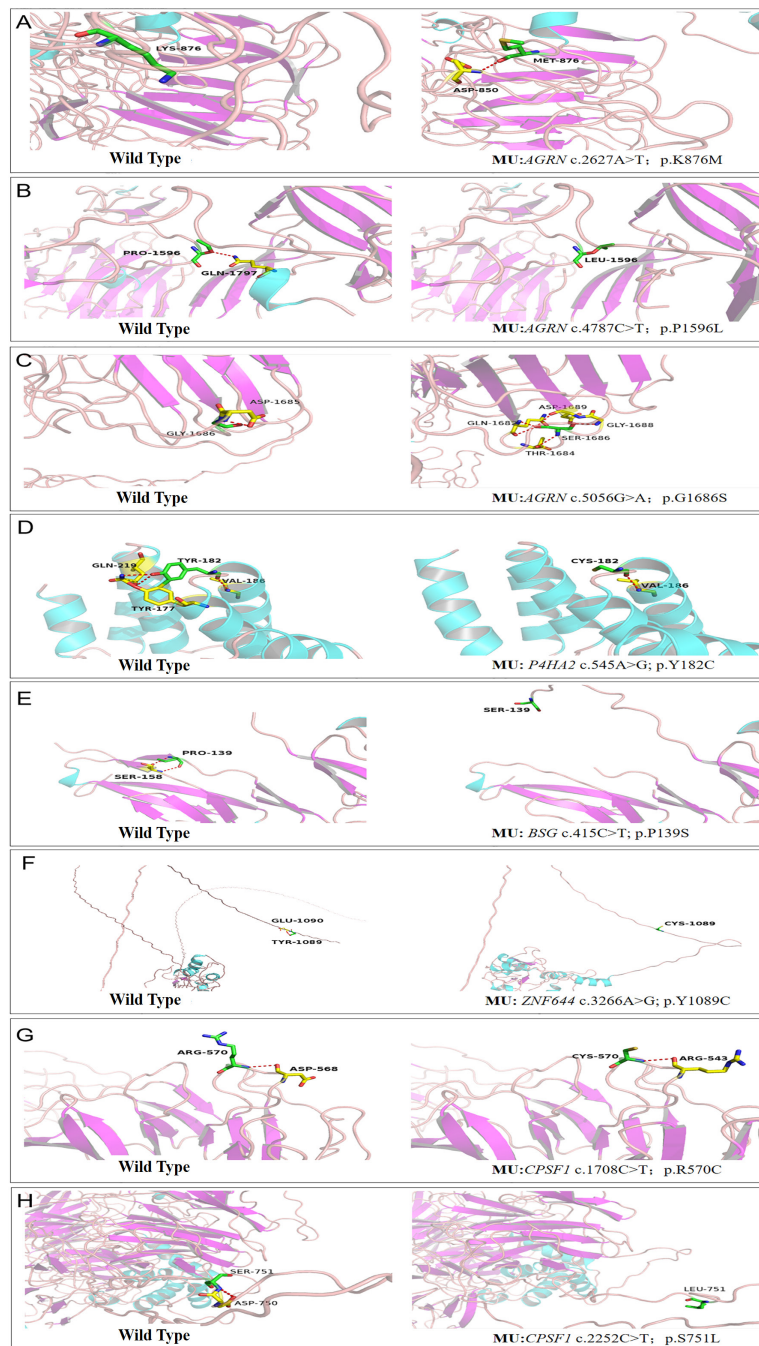 A
LYS-876
MET-876
ASP-850
Wild Type
MU:AGRN c.2627A>T; p.K876M
B
PRO-1596
GLN-1797
LEU-1596
Wild Type
MU:AGRN c.4787C>T; p.P1596L
C
ASP-1685
GLY-1686
ASP-1689
GLN-1687
GLY-1688
SER-1686
THR-1684
Wild Type
MU:AGRN c.5056G>A; p.G1686S
D
GLN-219
TYR-182
VAL-186
TYR-177
CYS-182
VAL-186
Wild Type
MU: P4HA2 c.545A>G; p.Y182C
E
PRO-139
SER-158
SER-139
Wild Type
MU: BSG c.415C>T; p.P139S
F
GLU-1090
TYR-1089
CYS-1089
Wild Type
MU: ZNF644 c.3266A>G; p.Y1089C
G
ARG-570
ASP-568
CYS-570
ARG-543
Wild Type
MU:CPSF1 c.1708C>T; p.R570C
H
SER-751
ASP-750
LEU-751
Wild Type
MU:CPSF1 c.2252C>T; p.S751L